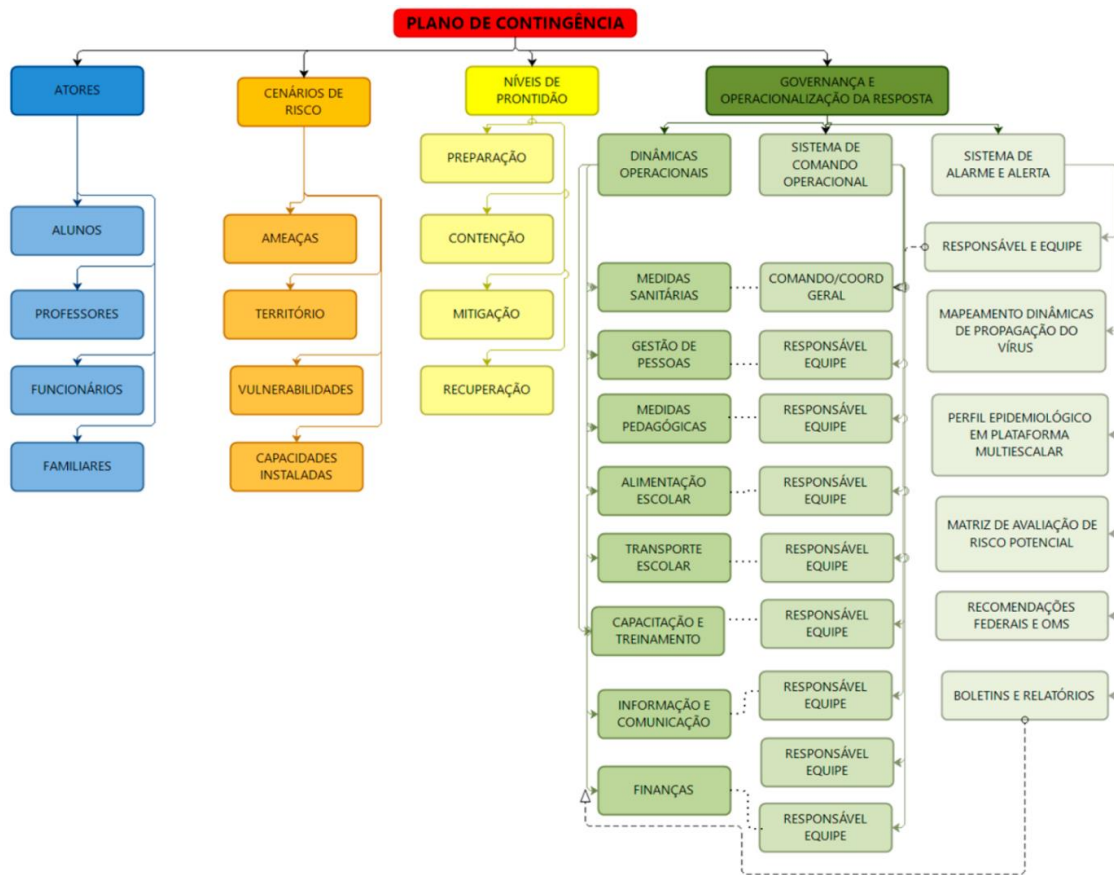 PLANO DE CONTINGÊNCIA
ATORES
CENÁRIOS DE
RISCO
NÍVEIS DE
PRONTIDÃO
GOVERNANÇA E
OPERACIONALIZAÇÃO DA RESPOSTA
ALUNOS
PROFESSORES
FUNCIONÁRIOS
FAMILIARES
AMEAÇAS
TERRITÓRIO
VULNERABILIDADES
CAPACIDADES
INSTALADAS
PREPARAÇÃO
CONTENÇÃO
MITIGAÇÃO
RECUPERAÇÃO
DINÂMICAS
OPERACIONAIS
MEDIDAS
SANITÁRIAS
GESTÃO DE
PESSOAS
MEDIDAS
PEDAGÓGICAS
ALIMENTAÇÃO
ESCOLAR
TRANSPORTE
ESCOLAR
CAPACITAÇÃO E
TREINAMENTO
INFORMAÇÃO E
COMUNICAÇÃO
FINANÇAS
SISTEMA DE
COMANDO
OPERACIONAL
COMANDO/COORD
GERAL
RESPONSÁVEL
EQUIPE
RESPONSÁVEL
EQUIPE
RESPONSÁVEL
EQUIPE
RESPONSÁVEL
EQUIPE
RESPONSÁVEL
EQUIPE
RESPONSÁVEL
EQUIPE
RESPONSÁVEL
EQUIPE
RESPONSÁVEL
EQUIPE
SISTEMA DE
ALARME E ALERTA
RESPONSÁVEL E EQUIPE
MAPEAMENTO DINÂMICAS
DE PROPAGAÇÃO DO
VÍRUS
PERFIL EPIDEMIOLÓGICO
EM PLATAFORMA
MULTIESCALAR
MATRIZ DE AVALIAÇÃO DE
RISCO POTENCIAL
RECOMENDAÇÕES
FEDERAIS E OMS
BOLETINS E RELATÓRIOS